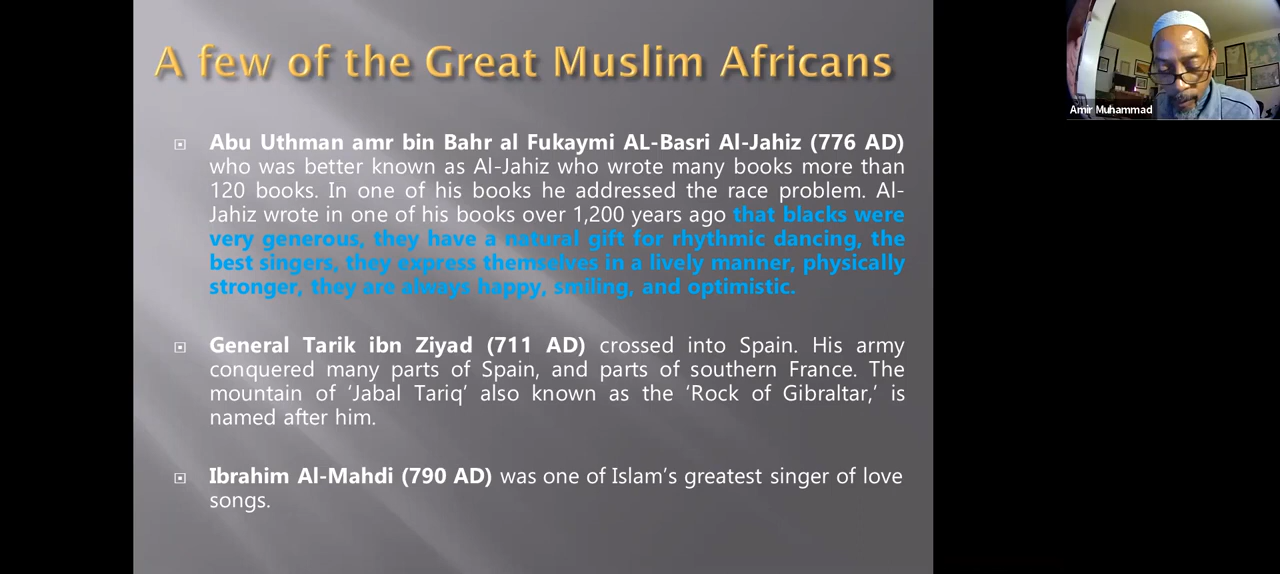 A few of the Great Muslim Africans
Abu Uthman amr bin Bahr al Fukaymi AL-Basri Al-Jahiz (776 AD)
who was better known as Al-Jahiz who wrote many books more than
120 books. In one of his books he addressed the race problem. Al-
Jahiz wrote in one of his books over 1,200 years ago that blacks were
very generous, they have a natural gift for rhythmic dancing, the
best singers, they express themselves in a lively manner, physically
stronger, they are always happy, smiling, and optimistic.
General Tarik ibn Ziyad (711 AD) crossed into Spain. His army
conquered many parts of Spain, and parts of southern France. The
mountain of ‘Jabal Tariq’ also known as the ‘Rock of Gibraltar,’ is
named after him.
Ibrahim Al-Mahdi (790 AD) was one of Islam’s greatest singer of love
songs.
Amir Muhammad